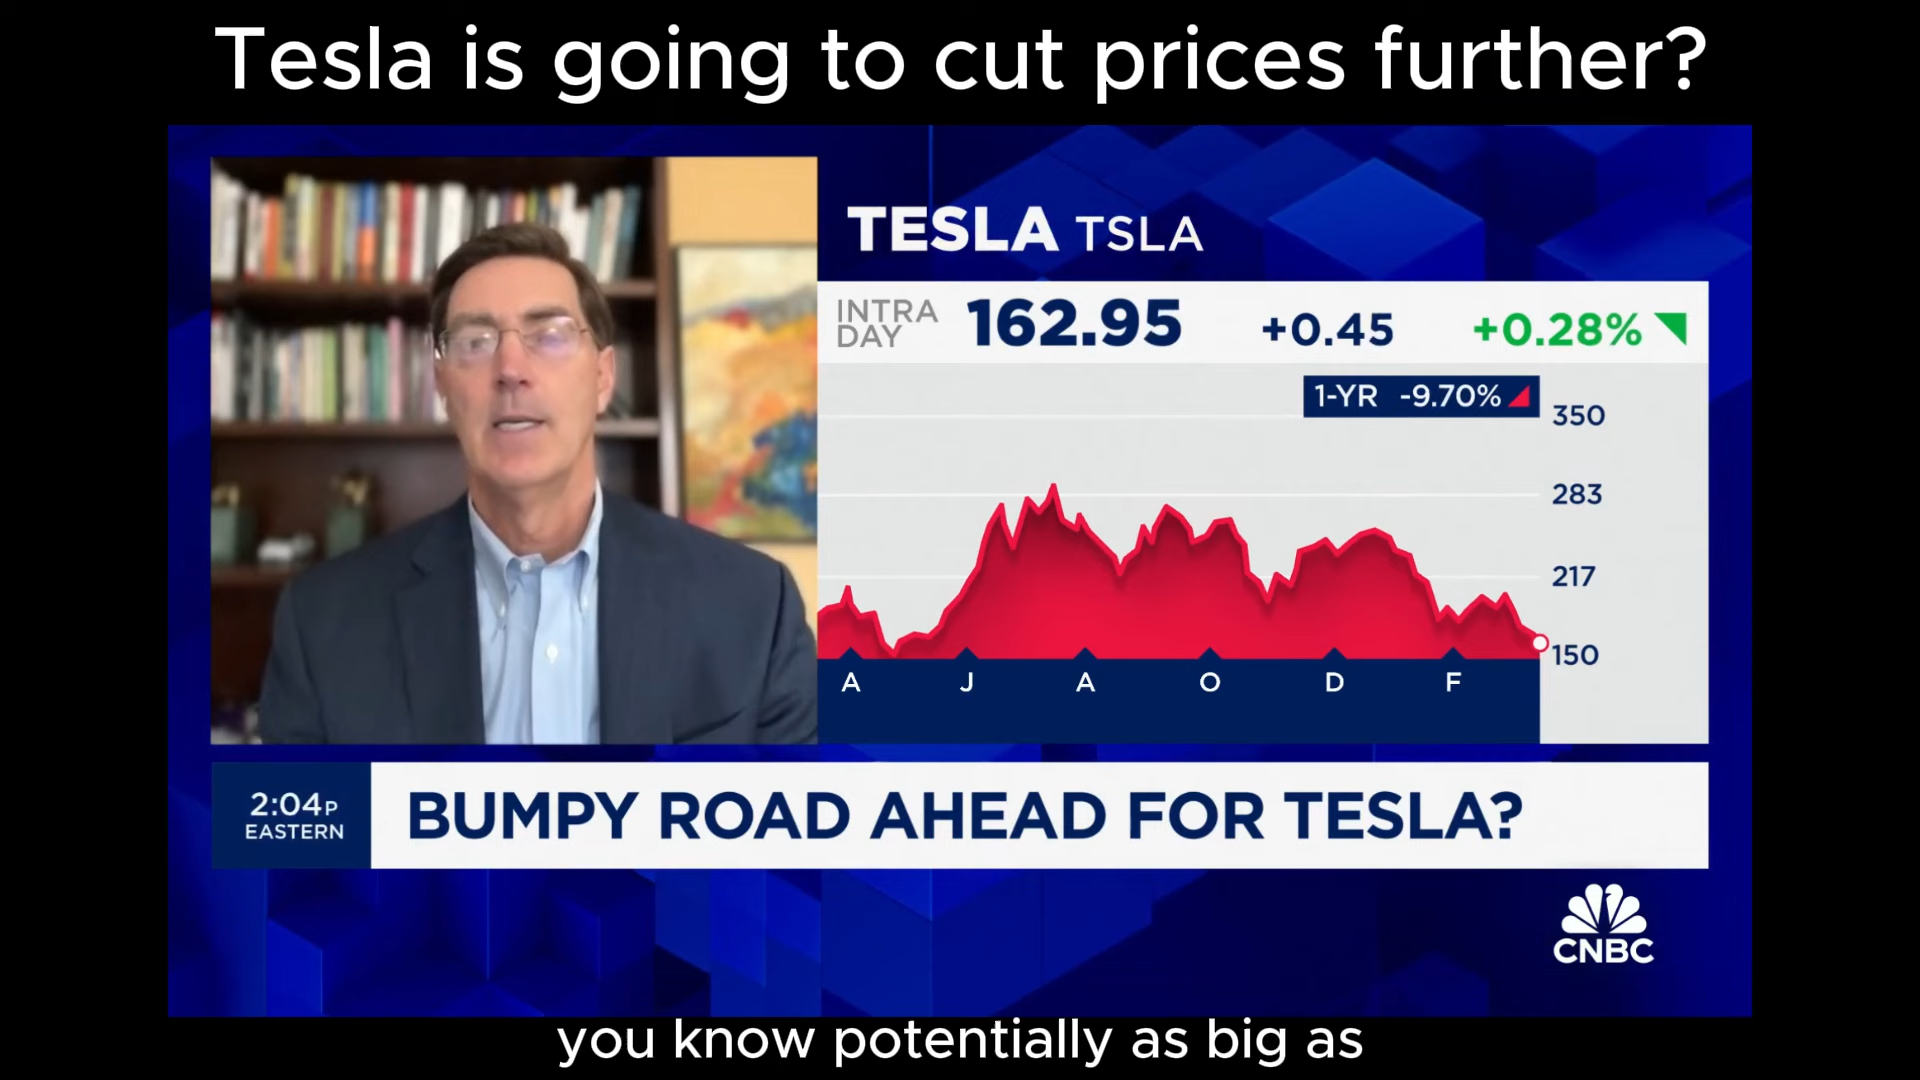 Tesla is going to cut prices further?
TESLA TSLA
INTRA DAY 162.95 +0.45 +0.28%
1-YR -9.70%
350
283
217
150
A J A O D F
2:04P EASTERN
BUMPY ROAD AHEAD FOR TESLA?
CNBC
you know potentially as big as